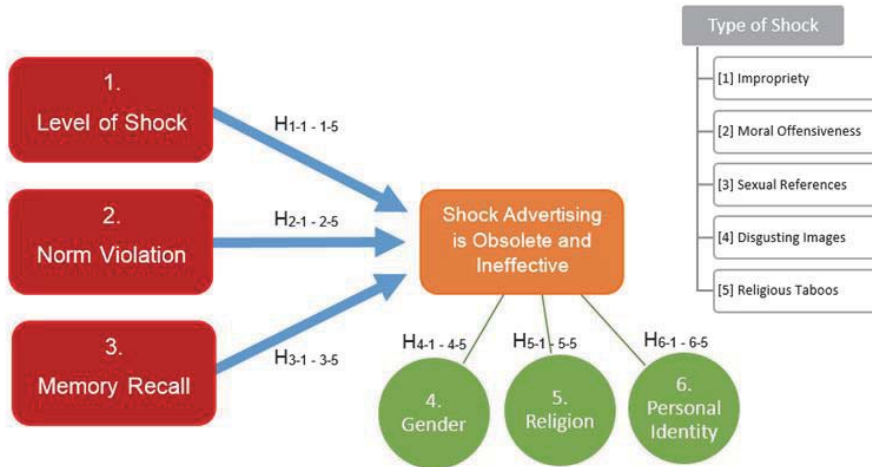 Type of Shock
[1] Impropriety
[2] Moral Offensiveness
[3] Sexual References
[4] Disgusting Images
[5] Religious Taboos
1.
Level of Shock
H1-1 - 1-5
2.
Norm Violation
H2-1 - 2-5
3.
Memory Recall
H3-1 - 3-5
Shock Advertising
is Obsolete and
Ineffective
H4-1 - 4-5
H5-1 - 5-5
H6-1 - 6-5
4.
Gender
5.
Religion
6.
Personal
Identity